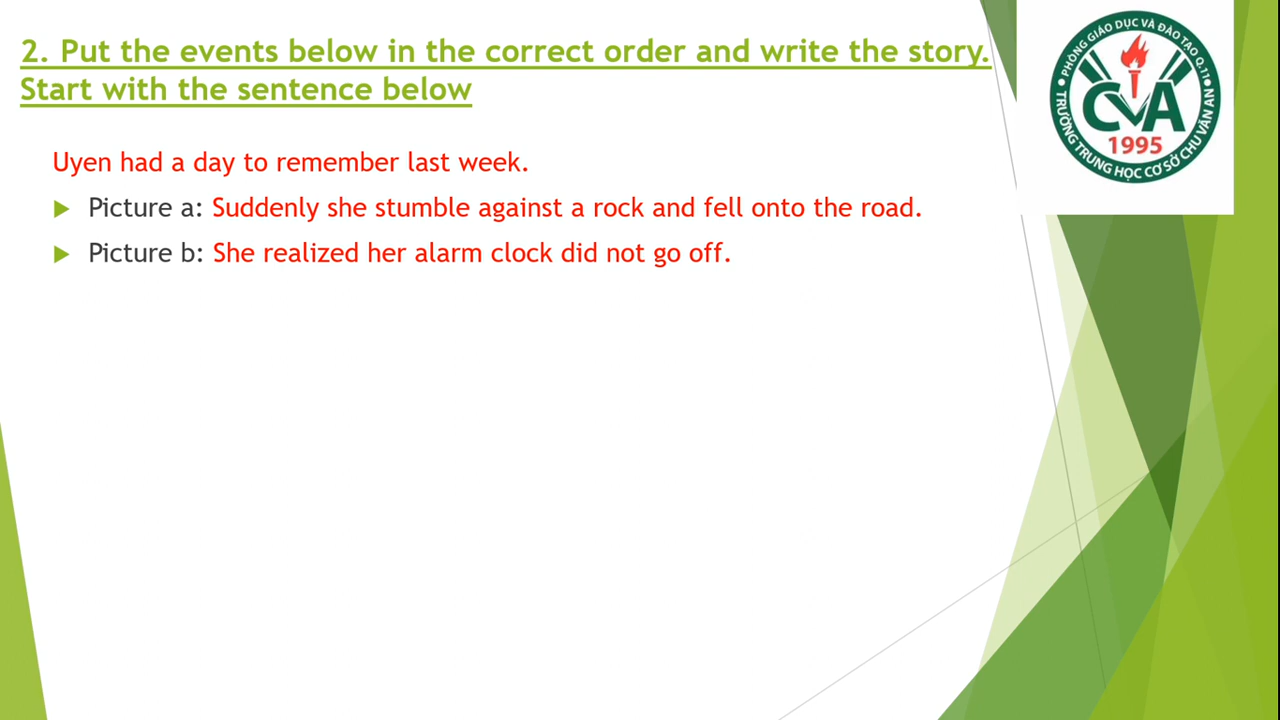 2. Put the events below in the correct order and write the story.
Start with the sentence below
Uyen had a day to remember last week.
Picture a: Suddenly she stumble against a rock and fell onto the road.
Picture b: She realized her alarm clock did not go off.
PHÒNG GIÁO DỤC VÀ ĐÀO TẠO Q.11
CVA
1995
TRƯỜNG TRUNG HỌC CƠ SỞ CHU VĂN AN